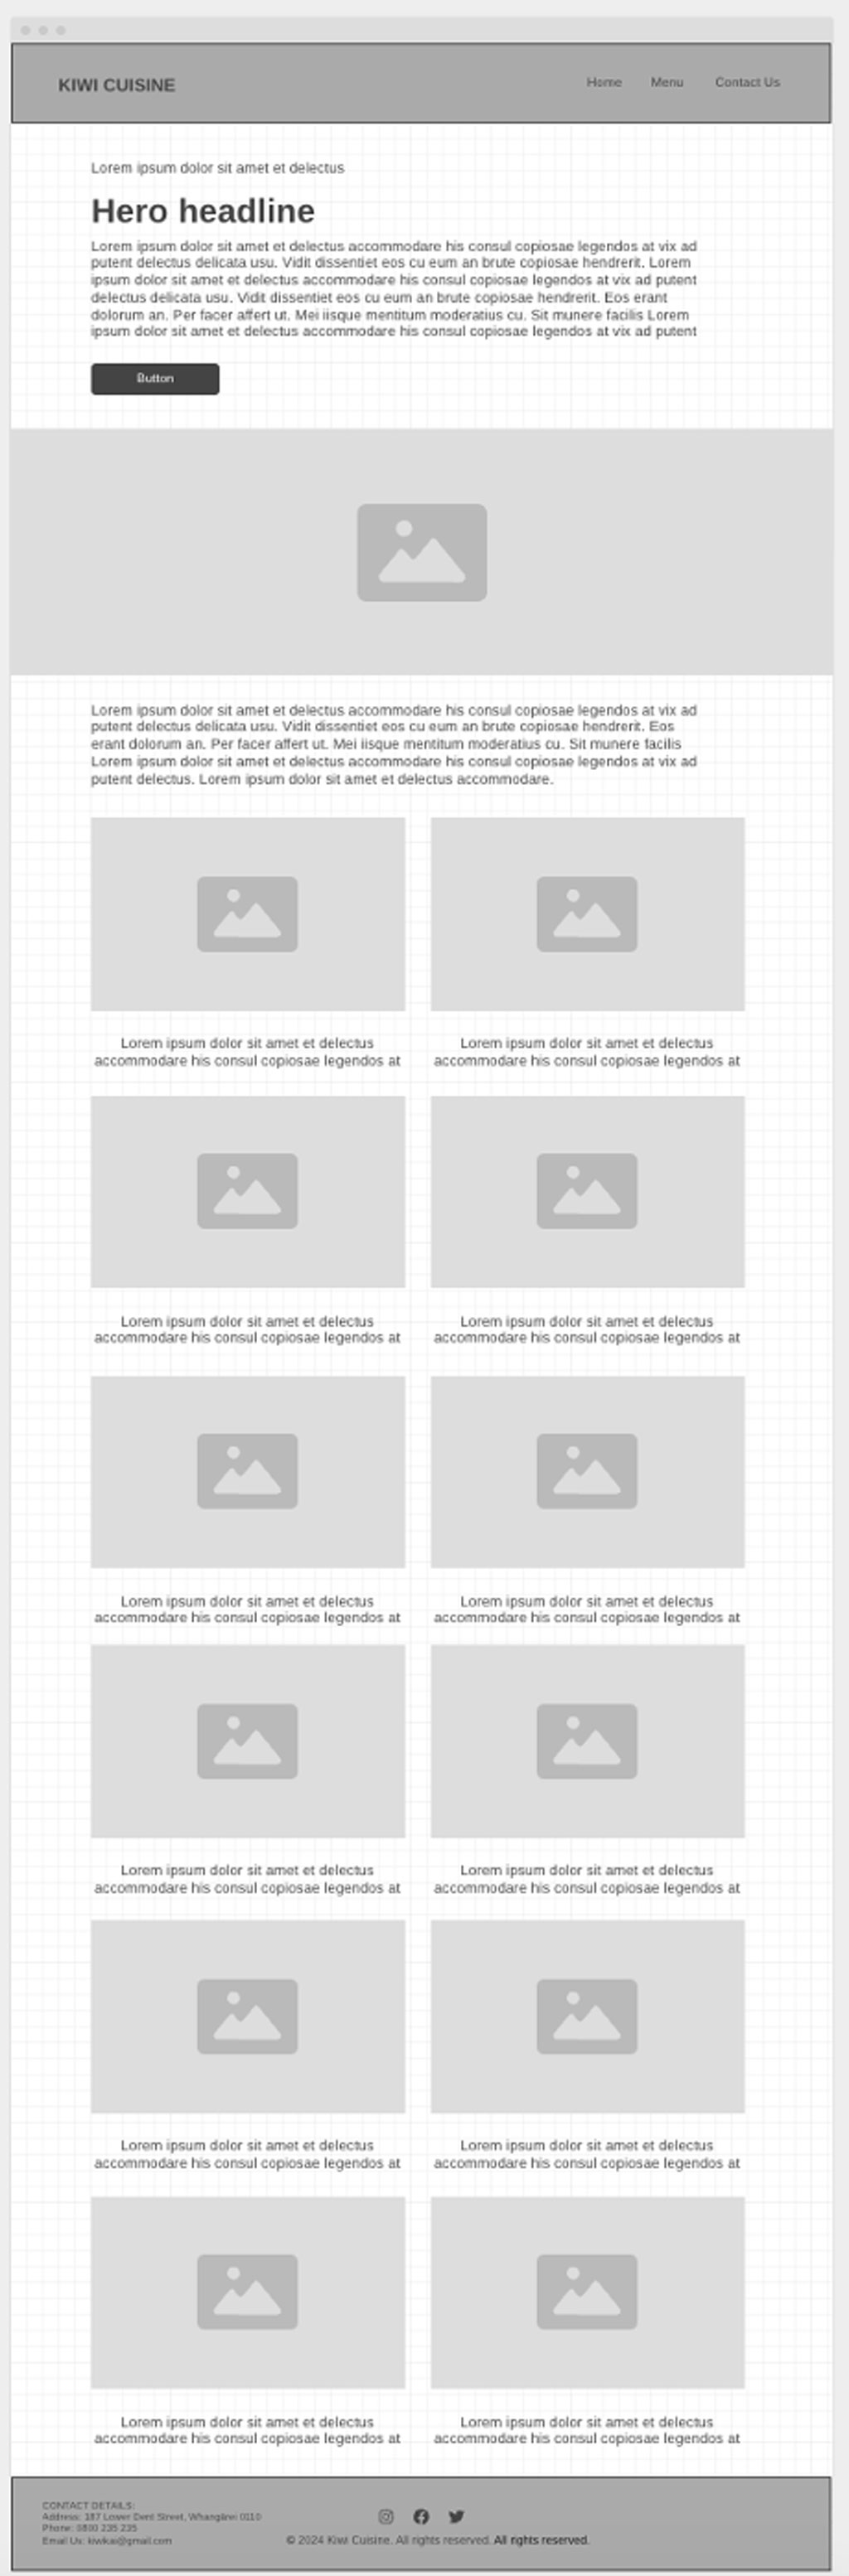 KIWI CUISINE
Home Menu Contact Us
Lorem ipsum dolor sit amet et delectus
Hero headline
Lorem ipsum dolor sit amet et delectus accommodare his consul copiosae legendos at vix ad
putent delectus delicata usu. Vidit dissentiet eos cu eum an brute copiosae hendrerit. Lorem
ipsum dolor sit amet et delectus accommodare his consul copiosae legendos at vix ad putent
delectus delicata usu. Vidit dissentiet eos cu eum an brute copiosae hendrerit. Eos erant
dolorum an. Per facer affert ut. Mei iisque mentitum moderatius cu. Sit munere facilis Lorem
ipsum dolor sit amet et delectus accommodare his consul copiosae legendos at vix ad putent
Button
Lorem ipsum dolor sit amet et delectus accommodare his consul copiosae legendos at vix ad
putent delectus delicata usu. Vidit dissentiet eos cu eum an brute copiosae hendrerit. Eos
erant dolorum an. Per facer affert ut. Mei iisque mentitum moderatius cu. Sit munere facilis
Lorem ipsum dolor sit amet et delectus accommodare his consul copiosae legendos at vix ad
putent delectus. Lorem ipsum dolor sit amet et delectus accommodare.
Lorem ipsum dolor sit amet et delectus
accommodare his consul copiosae legendos at
Lorem ipsum dolor sit amet et delectus
accommodare his consul copiosae legendos at
Lorem ipsum dolor sit amet et delectus
accommodare his consul copiosae legendos at
Lorem ipsum dolor sit amet et delectus
accommodare his consul copiosae legendos at
Lorem ipsum dolor sit amet et delectus
accommodare his consul copiosae legendos at
Lorem ipsum dolor sit amet et delectus
accommodare his consul copiosae legendos at
Lorem ipsum dolor sit amet et delectus
accommodare his consul copiosae legendos at
Lorem ipsum dolor sit amet et delectus
accommodare his consul copiosae legendos at
Lorem ipsum dolor sit amet et delectus
accommodare his consul copiosae legendos at
Lorem ipsum dolor sit amet et delectus
accommodare his consul copiosae legendos at
Lorem ipsum dolor sit amet et delectus
accommodare his consul copiosae legendos at
Lorem ipsum dolor sit amet et delectus
accommodare his consul copiosae legendos at
CONTACT DETAILS:
Address: 187 Lower Dent Street, Whangārei 0110
Phone: 0800 235 235
Email Us: kiwikai@gmail.com
© 2024 Kiwi Cuisine. All rights reserved. All rights reserved.